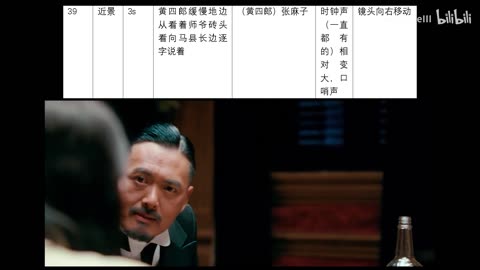 39 近景 3s 黄四郎缓慢地边 （黄四郎）张麻子 时钟声 镜头向右移动
从看着师爷砖头 （一直
看向马县长边逐 都有
字说着 的）相
对变
大、口
哨声
elll bilibili